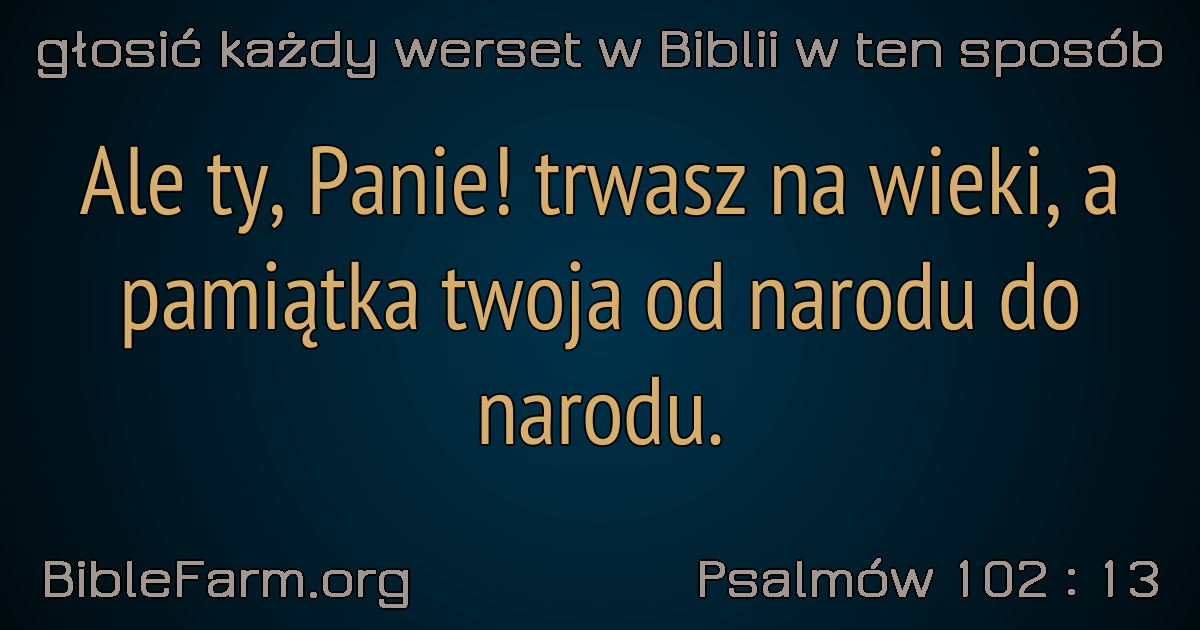 głosić każdy werset w Biblii w ten sposób
Ale ty, Panie! trwasz na wieki, a
pamiątka twoja od narodu do
narodu.
BibleFarm.org
Psalmów 102 : 13